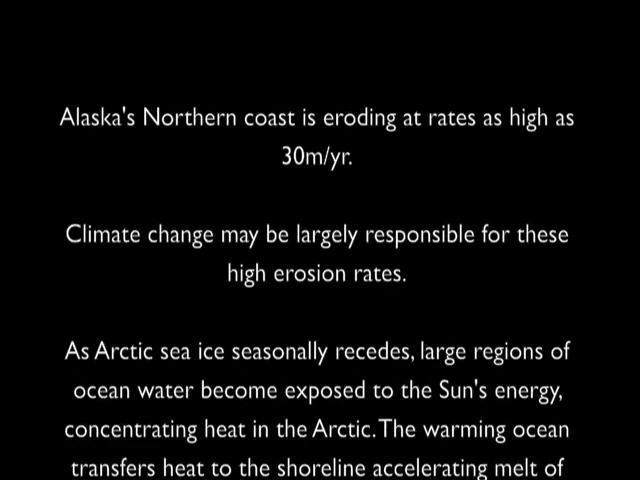 Alaska's Northern coast is eroding at rates as high as
30m/yr.
Climate change may be largely responsible for these
high erosion rates.
As Arctic sea ice seasonally recedes, large regions of
ocean water become exposed to the Sun's energy,
concentrating heat in the Arctic. The warming ocean
transfers heat to the shoreline accelerating melt of